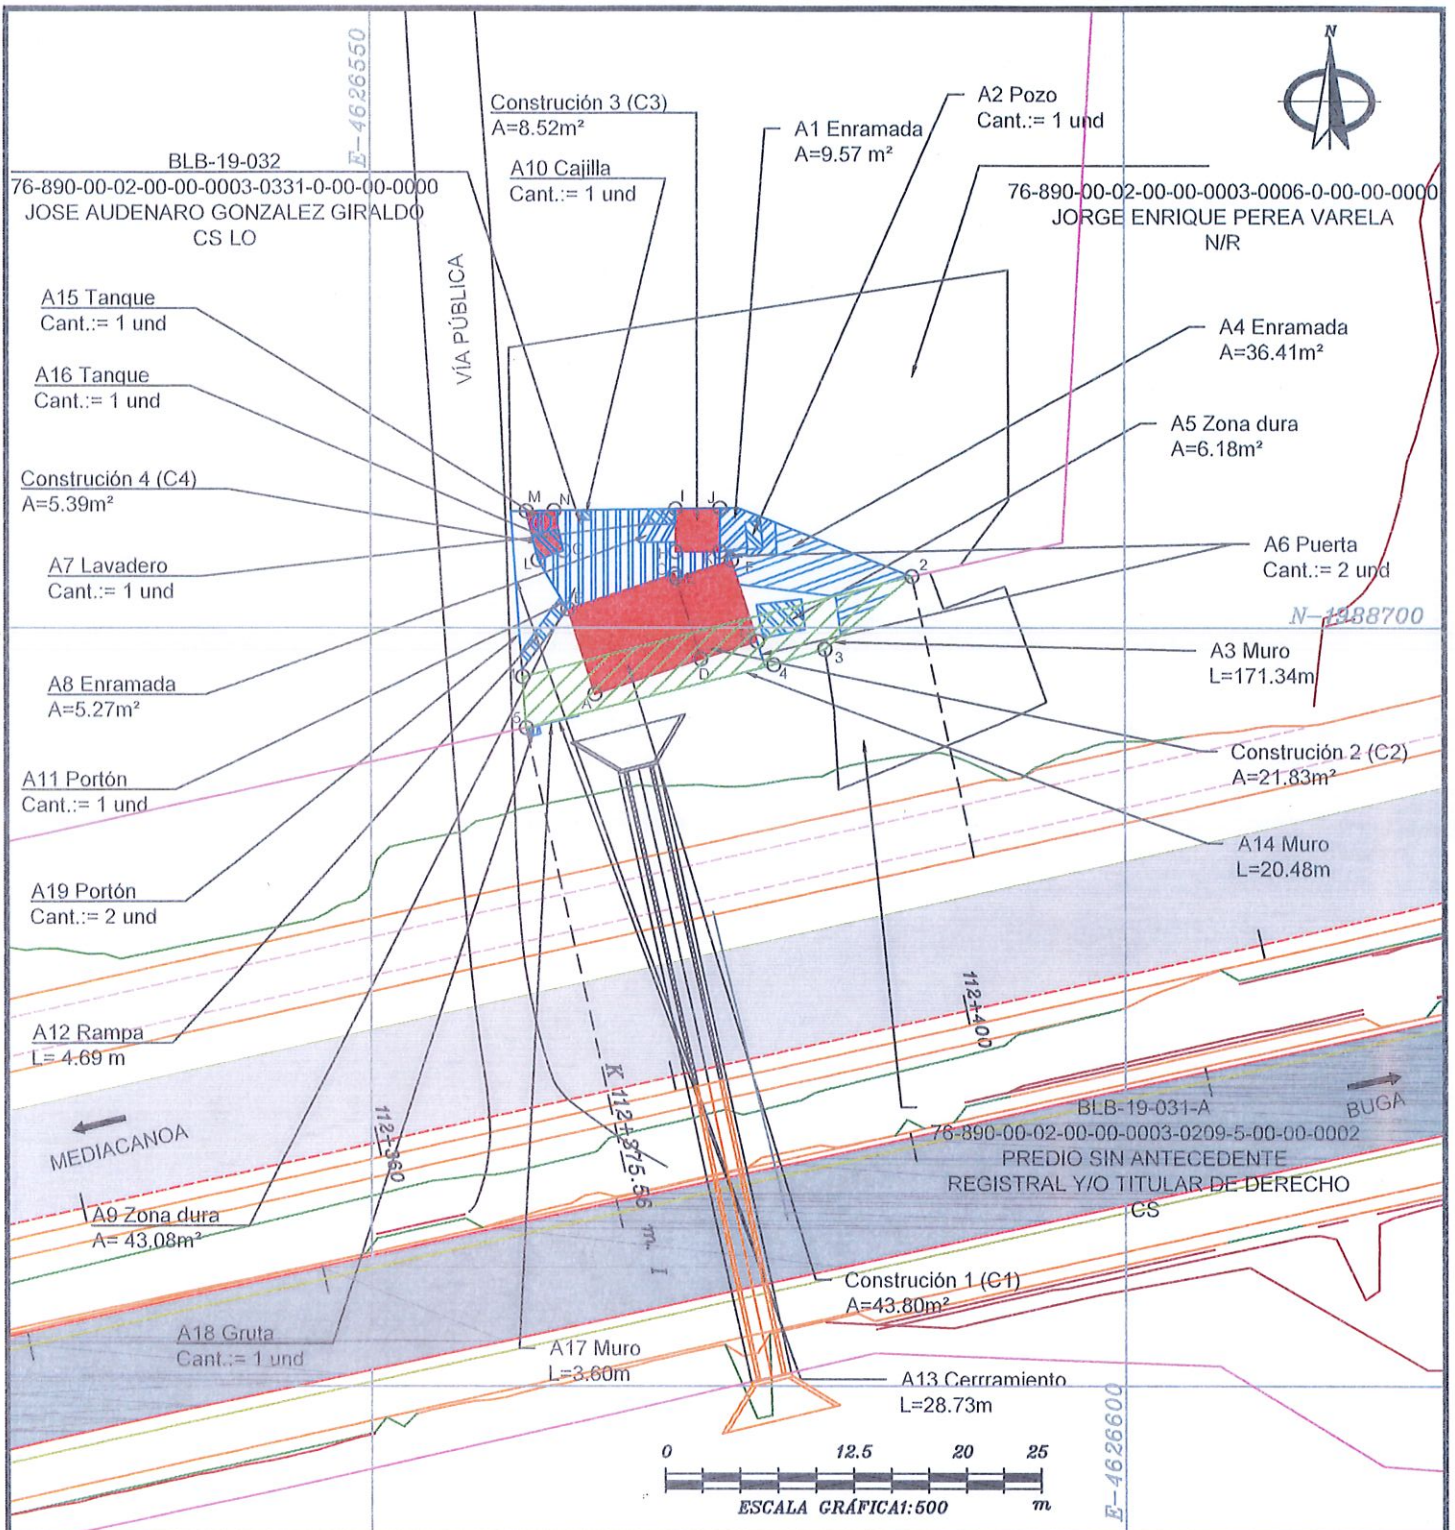 N
E-4626550
Construción 3 (C3)
A=8.52m²
A2 Pozo
Cant.:= 1 und
A1 Enramada
A=9.57 m²
BLB-19-032
76-890-00-02-00-00-0003-0331-0-00-00-0000
JOSE AUDENARO GONZALEZ GIRALDO
CS LO
A10 Cajilla
Cant.:= 1 und
76-890-00-02-00-00-0003-0006-0-00-00-0000
JORGE ENRIQUE PEREA VARELA
N/R
VÍA PÚBLICA
A15 Tanque
Cant.:= 1 und
A4 Enramada
A=36.41m²
A16 Tanque
Cant.:= 1 und
A5 Zona dura
A=6.18m²
Construción 4 (C4)
A=5.39m²
M
N
I
J
A6 Puerta
Cant.:= 2 und
A7 Lavadero
Cant.:= 1 und
L
F
2
N-1988700
A3 Muro
L=171.34m
3
D
4
A
5
A8 Enramada
A=5.27m²
Construción 2 (C2)
A=21.83m²
A11 Portón
Cant.:= 1 und
A14 Muro
L=20.48m
A19 Portón
Cant.:= 2 und
112+400
A12 Rampa
L= 4.69 m
K 112+375.56 m. I
112+360
MEDIACANOA
BUGA
BLB-19-031-A
76-890-00-02-00-00-0003-0209-5-00-00-0002
PREDIO SIN ANTECEDENTE
REGISTRAL Y/O TITULAR DE DERECHO
CS
A9 Zona dura
A= 43,08m²
Construción 1 (C1)
A=43.80m²
A18 Gruta
Cant.:= 1 und
A17 Muro
L=3.60m
A13 Cerrramiento
L=28.73m
E-4626600
0 12.5 20 25
ESCALA GRÁFICA1:500 m